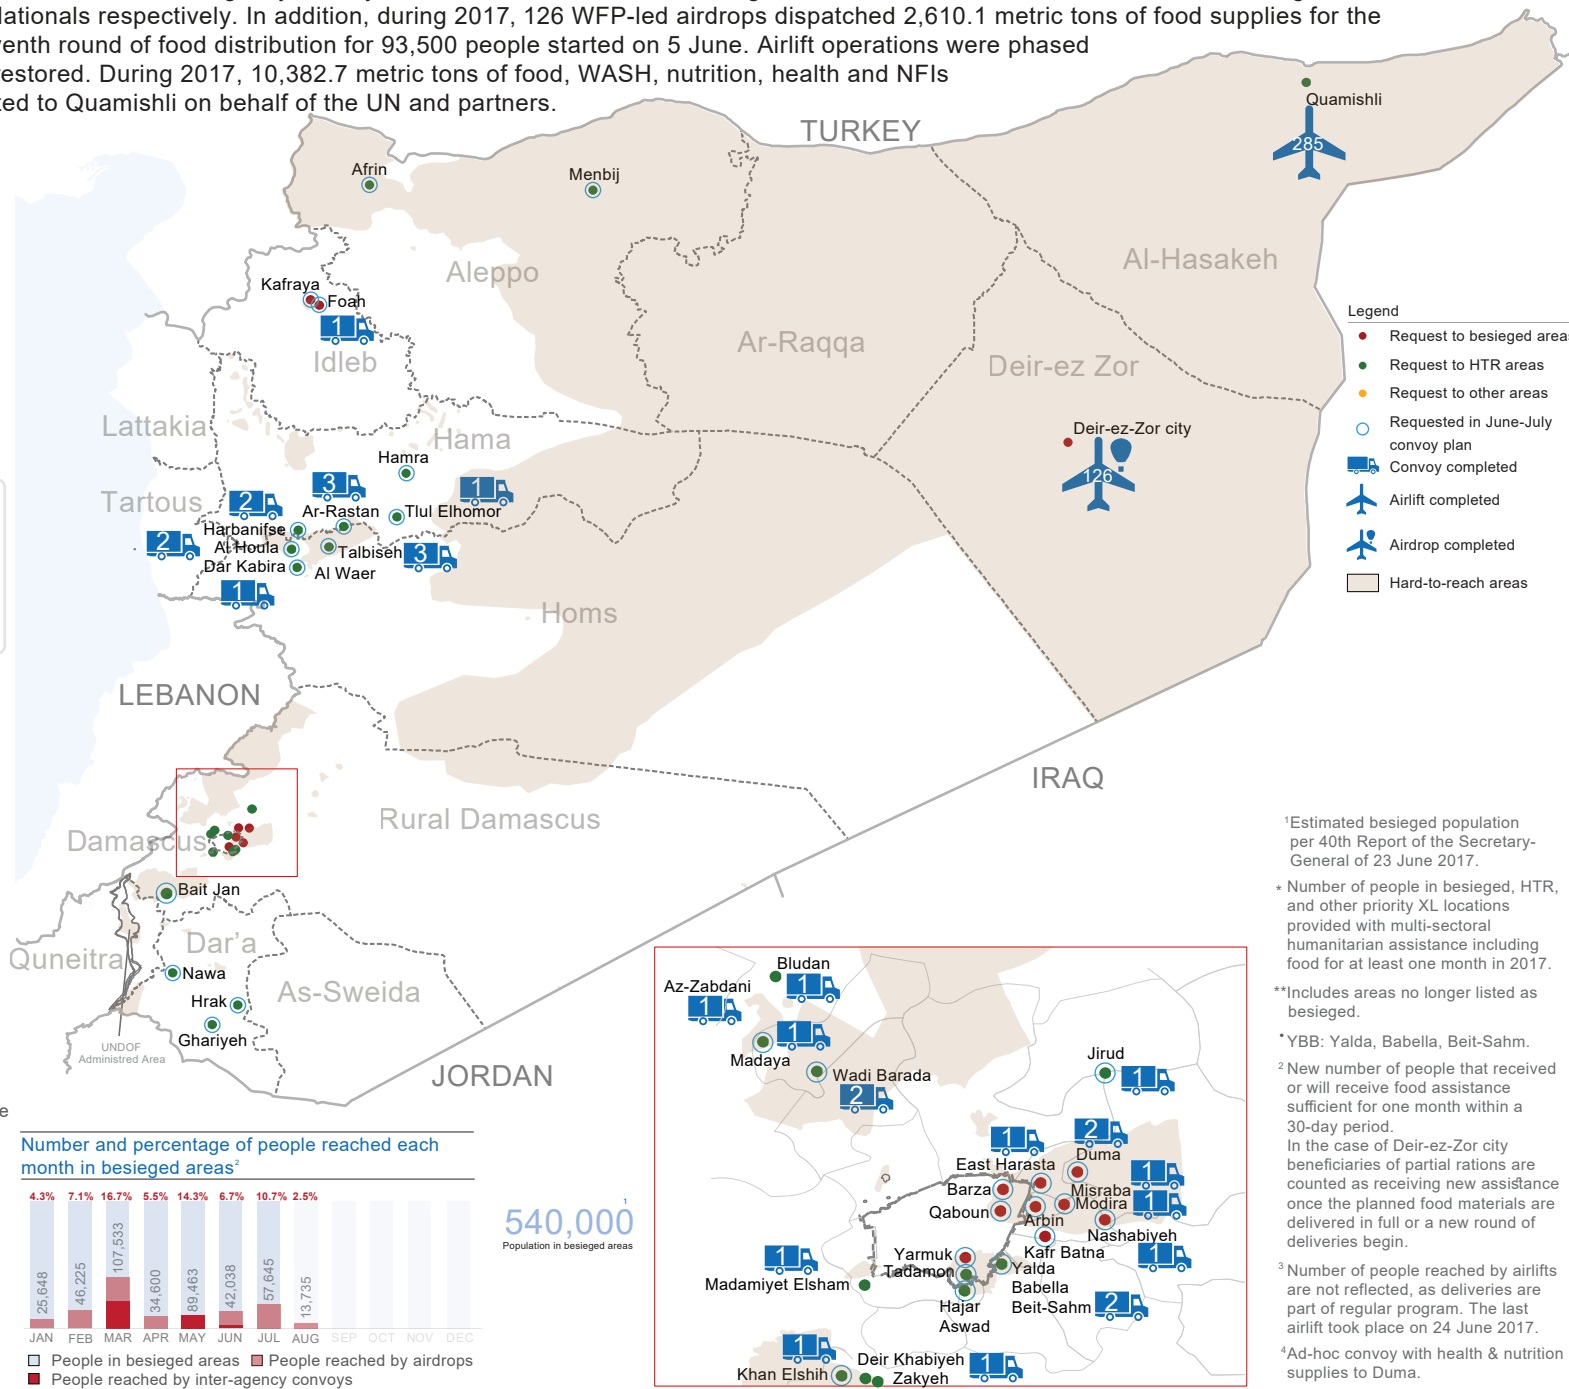 Nationals respectively. In addition, during 2017, 126 WFP-led airdrops dispatched 2,610.1 metric tons of food supplies for the
venth round of food distribution for 93,500 people started on 5 June. Airlift operations were phased
restored. During 2017, 10,382.7 metric tons of food, WASH, nutrition, health and NFIs
ted to Quamishli on behalf of the UN and partners.
TURKEY
Quamishli
285
Afrin
Menbij
Aleppo
Al-Hasakeh
Kafraya
Foah
1
Idleb
Ar-Raqqa
Deir-ez Zor
Legend
Request to besieged areas
Request to HTR areas
Request to other areas
Requested in June-July
convoy plan
Convoy completed
Airlift completed
Airdrop completed
Hard-to-reach areas
Lattakia
Hama
Deir-ez-Zor city
126
Hamra
3
1
Tartous
2
Ar-Rastan
Tlul Elhomor
Harbanifse
2
Al Houla
Talbiseh
3
Dar Kabira
Al Waer
1
Homs
LEBANON
IRAQ
Rural Damascus
Damascus
Bait Jan
Dar'a
Quneitra
Nawa
As-Sweida
Hrak
Ghariyeh
UNDOF
Administred Area
JORDAN
e
Number and percentage of people reached each
month in besieged areas2
4.3% 7.1% 16.7% 5.5% 14.3% 6.7% 10.7% 2.5%
25,648 46,225 107,533 34,600 89,463 42,038 57,645 13,735
JAN FEB MAR APR MAY JUN JUL AUG SEP OCT NOV DEC
People in besieged areas People reached by airdrops
People reached by inter-agency convoys
1
540,000
Population in besieged areas
Bludan
1
Az-Zabdani
1
1
Madaya
Wadi Barada
2
Jirud
1
1
2
Duma
East Harasta
1
Barza
Misraba
Modira
1
Qaboun
Arbin
Nashabiyeh
Kafr Batna
1
Yarmuk
1
Tadamon
Yalda
Madamiyet Elsham
Babella
Beit-Sahm
2
Hajar
Aswad
1
Deir Khabiyeh
1
Khan Elshih
Zakyeh
1Estimated besieged population
per 40th Report of the Secretary-
General of 23 June 2017.
* Number of people in besieged, HTR,
and other priority XL locations
provided with multi-sectoral
humanitarian assistance including
food for at least one month in 2017.
**Includes areas no longer listed as
besieged.
• YBB: Yalda, Babella, Beit-Sahm.
2 New number of people that received
or will receive food assistance
sufficient for one month within a
30-day period.
In the case of Deir-ez-Zor city
beneficiaries of partial rations are
counted as receiving new assistance
once the planned food materials are
delivered in full or a new round of
deliveries begin.
3 Number of people reached by airlifts
are not reflected, as deliveries are
part of regular program. The last
airlift took place on 24 June 2017.
4Ad-hoc convoy with health & nutrition
supplies to Duma.